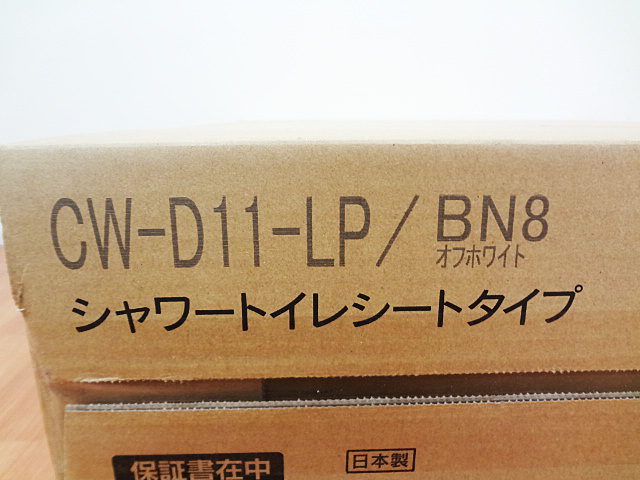 CW-D11-LP/BN8
オフホワイト
シャワートイレシートタイプ
保証書在中
日本製